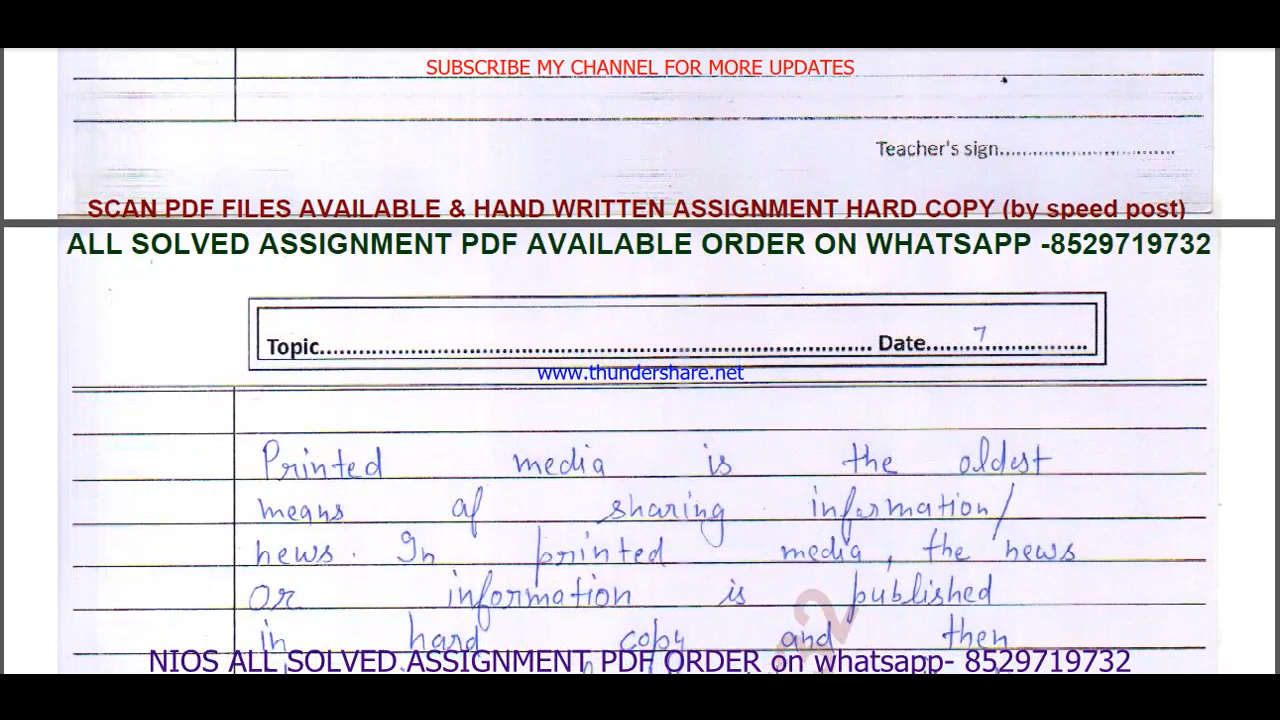 SUBSCRIBE MY CHANNEL FOR MORE UPDATES
Teacher's sign........................................
SCAN PDF FILES AVAILABLE & HAND WRITTEN ASSIGNMENT HARD COPY (by speed post)
ALL SOLVED ASSIGNMENT PDF AVAILABLE ORDER ON WHATSAPP -8529719732
Topic.................................................................................... Date........7................
www.thundershare.net
Printed media is the oldest
means of sharing information/
news. In printed media, the news
or information is published
in hard copy and then
NIOS ALL SOLVED ASSIGNMENT PDF ORDER on whatsapp- 8529719732